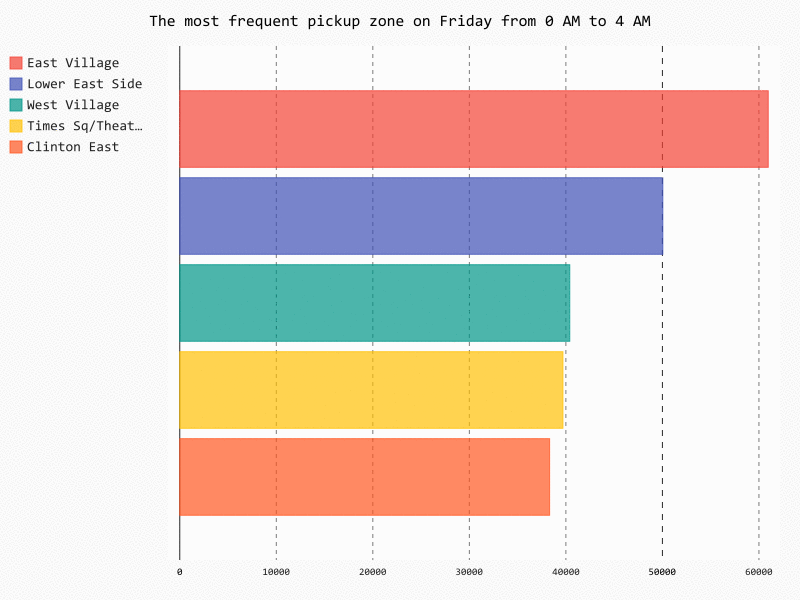 The most frequent pickup zone on Friday from 0 AM to 4 AM
East Village
Lower East Side
West Village
Times Sq/Theat…
Clinton East
0 10000 20000 30000 40000 50000 60000